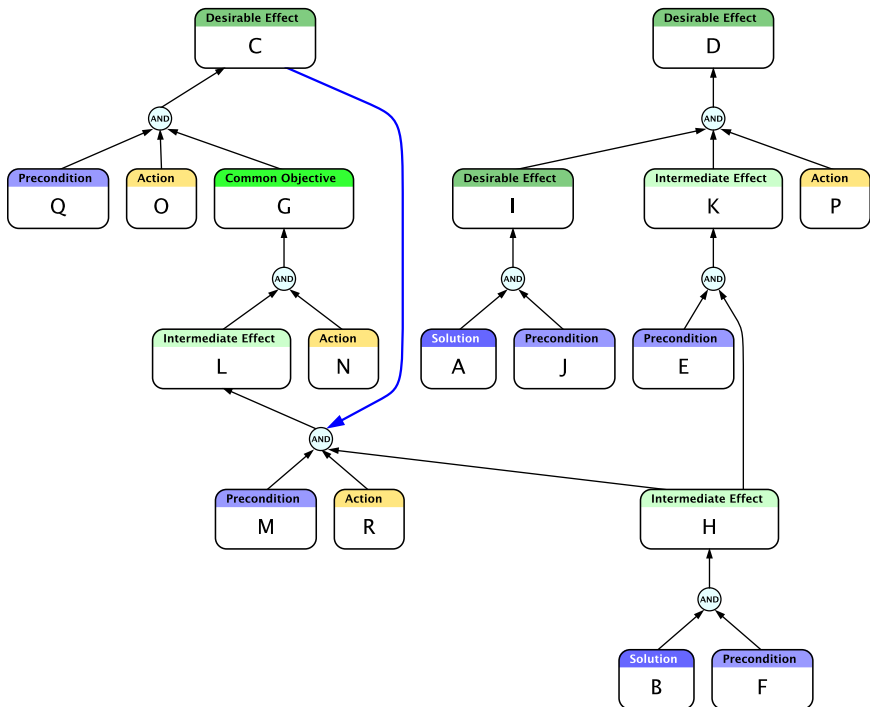 Desirable Effect
C
Desirable Effect
D
AND
AND
Precondition
Q
Action
O
Common Objective
G
Desirable Effect
I
Intermediate Effect
K
Action
P
AND
AND
AND
Intermediate Effect
L
Action
N
Solution
A
Precondition
J
Precondition
E
AND
Precondition
M
Action
R
Intermediate Effect
H
AND
Solution
B
Precondition
F